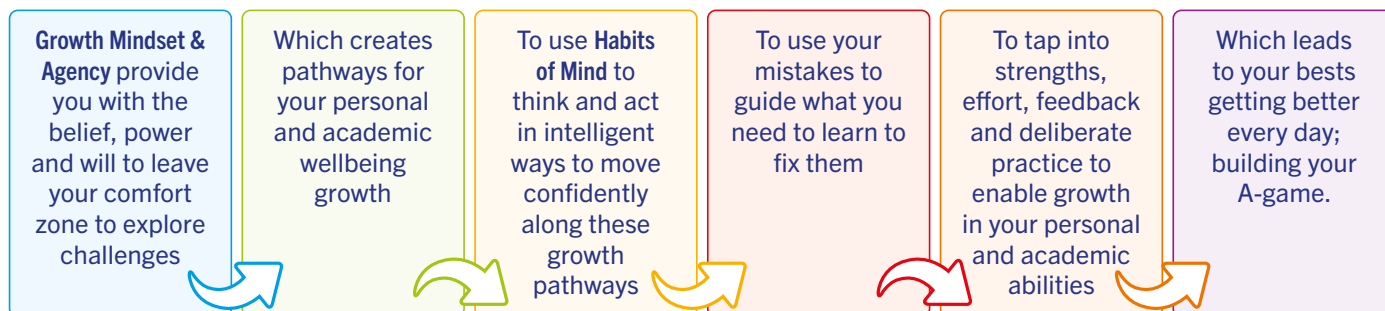 Growth Mindset &
Agency provide
you with the
belief, power
and will to leave
your comfort
zone to explore
challenges
Which creates
pathways for
your personal
and academic
wellbeing
growth
To use Habits
of Mind to
think and act
in intelligent
ways to move
confidently
along these
growth
pathways
To use your
mistakes to
guide what you
need to learn to
fix them
To tap into
strengths,
effort, feedback
and deliberate
practice to
enable growth
in your personal
and academic
abilities
Which leads
to your bests
getting better
every day;
building your
A-game.